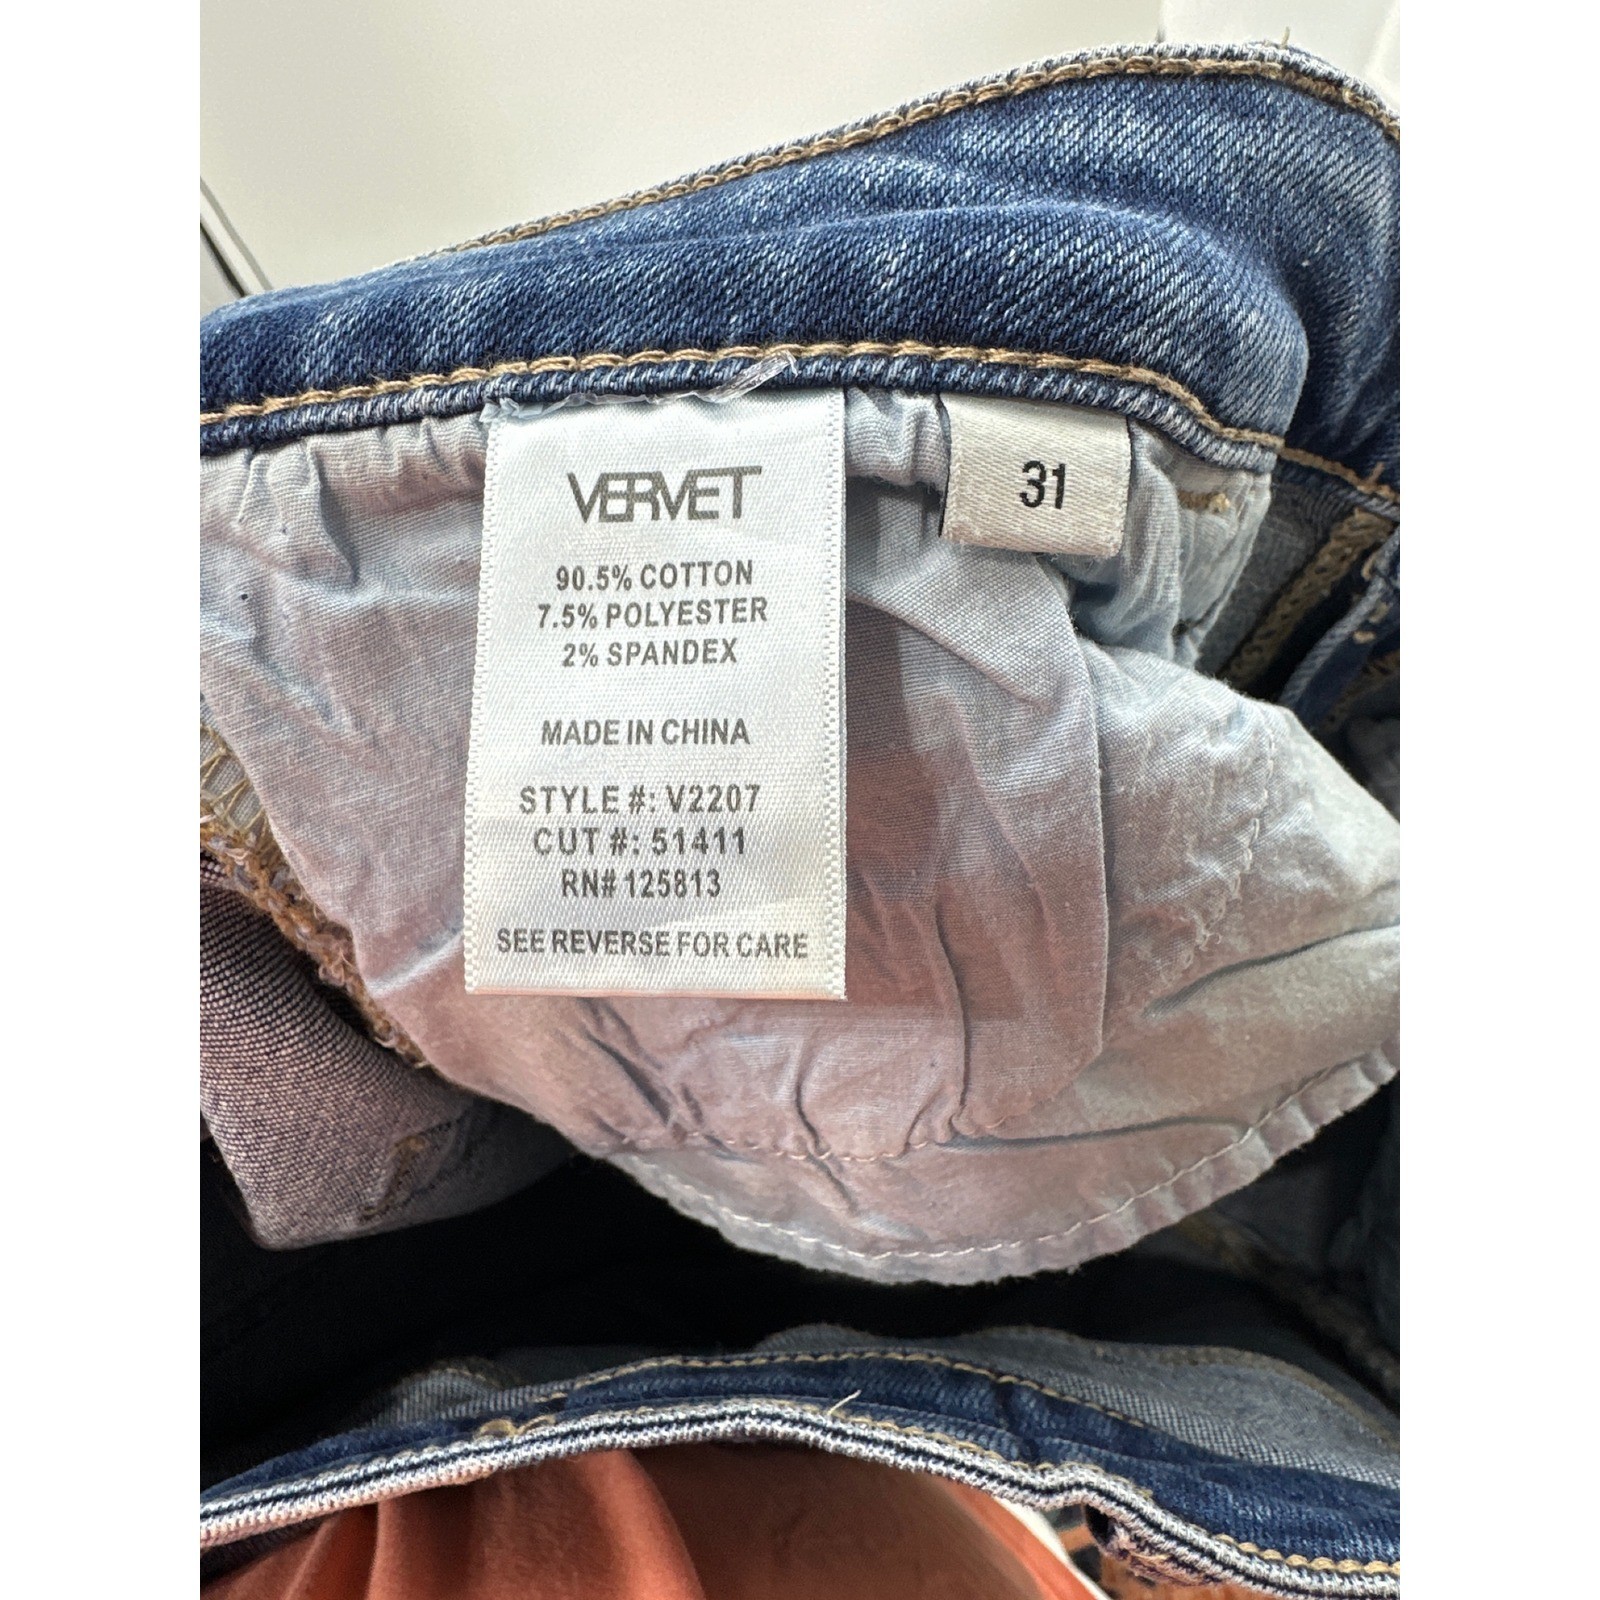 VERVET
31
90.5% COTTON
7.5% POLYESTER
2% SPANDEX
MADE IN CHINA
STYLE #: V2207
CUT #: 51411
RN# 125813
SEE REVERSE FOR CARE